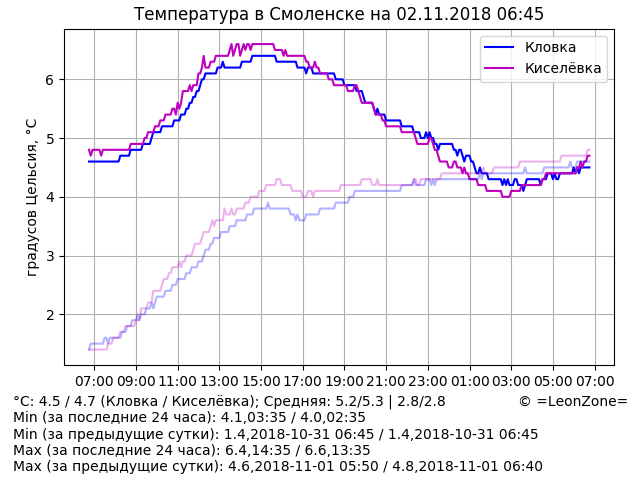 Температура в Смоленске на 02.11.2018 06:45
Кловка
Киселёвка
градусов Цельсия, °C
6
5
4
3
2
07:00 09:00 11:00 13:00 15:00 17:00 19:00 21:00 23:00 01:00 03:00 05:00 07:00
°C: 4.5 / 4.7 (Кловка / Киселёвка); Средняя: 5.2/5.3 | 2.8/2.8 © =LeonZone=
Min (за последние 24 часа): 4.1,03:35 / 4.0,02:35
Min (за предыдущие сутки): 1.4,2018-10-31 06:45 / 1.4,2018-10-31 06:45
Max (за последние 24 часа): 6.4,14:35 / 6.6,13:35
Max (за предыдущие сутки): 4.6,2018-11-01 05:50 / 4.8,2018-11-01 06:40